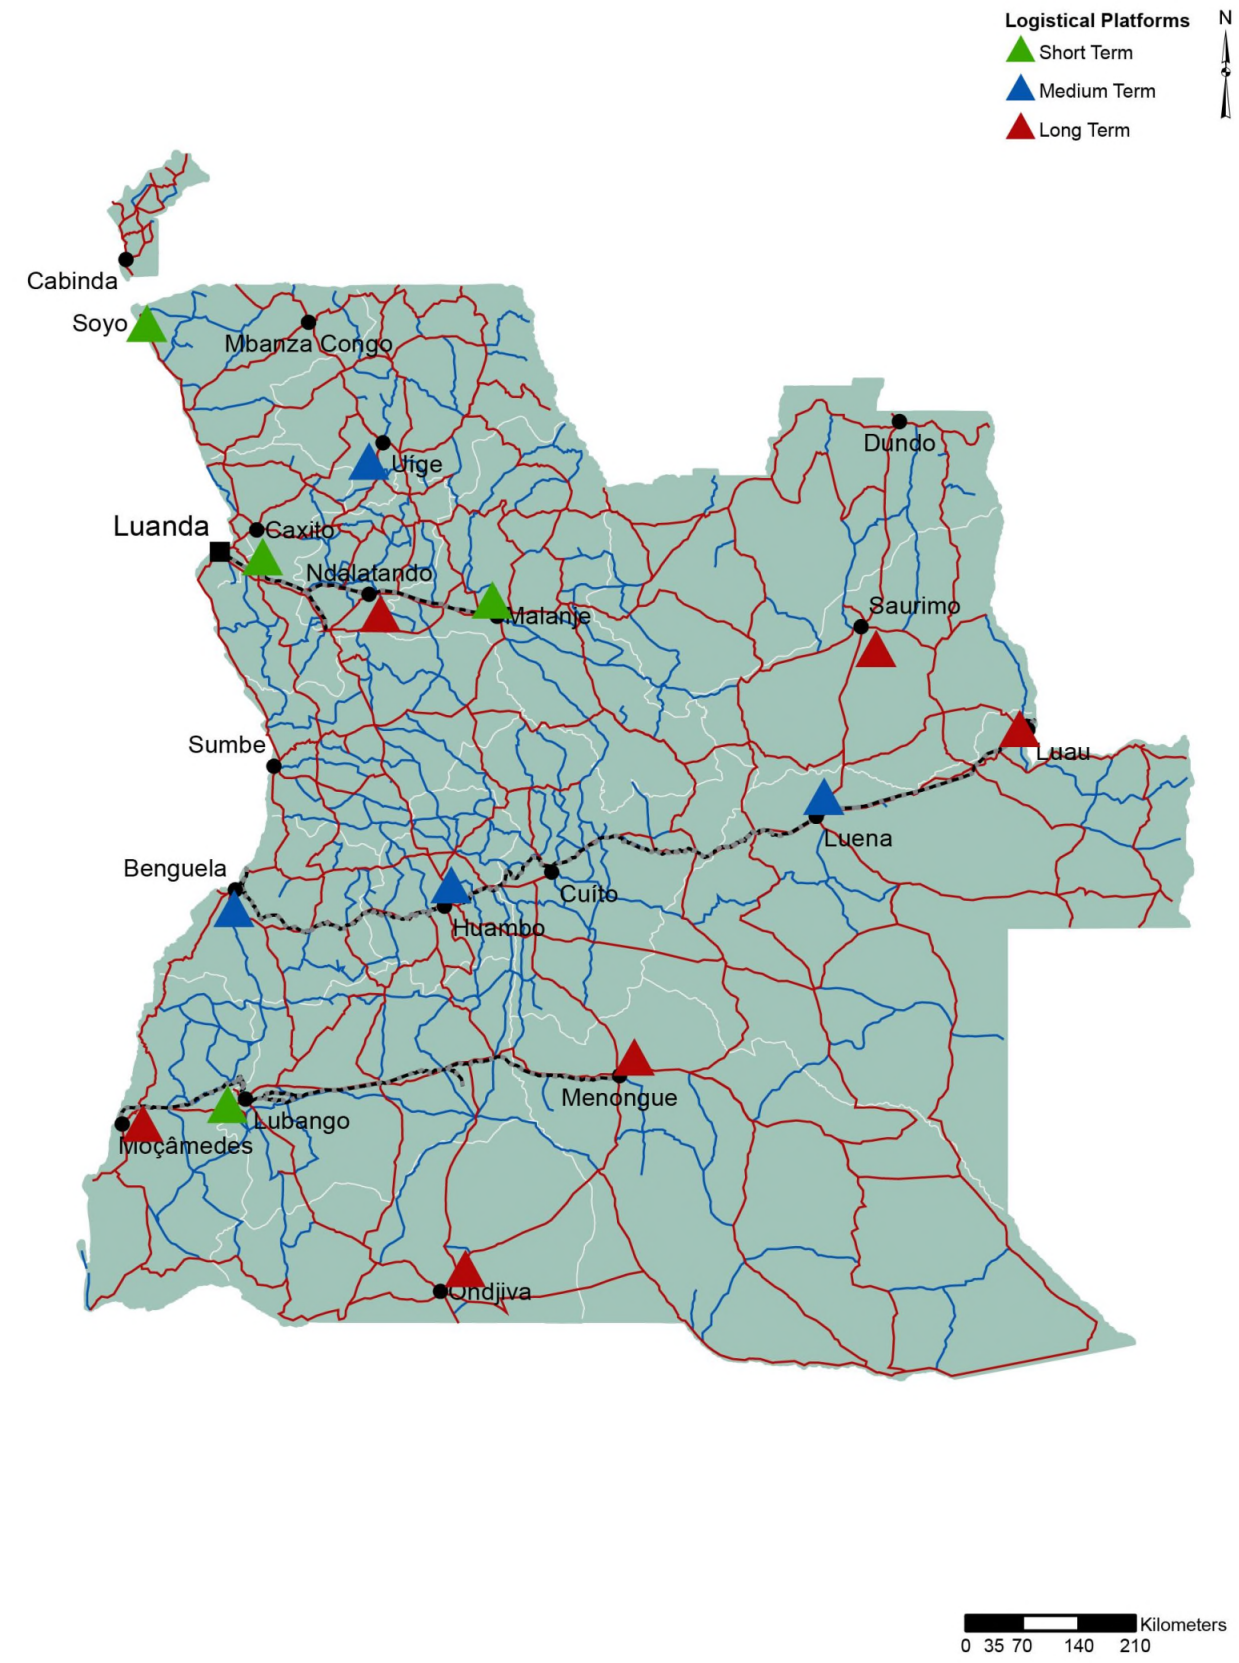 Logistical Platforms
N
Short Term
Medium Term
Long Term
Cabinda
Soyo
Mbanza Congo
Dundo
Uíge
Luanda
Caxito
Ndalatando
Saurimo
Malanje
Sumbe
Luau
Luena
Benguela
Cuíto
Huambo
Menongue
Lubango
Moçâmedes
Ondjiva
Kilometers
0 35 70 140 210